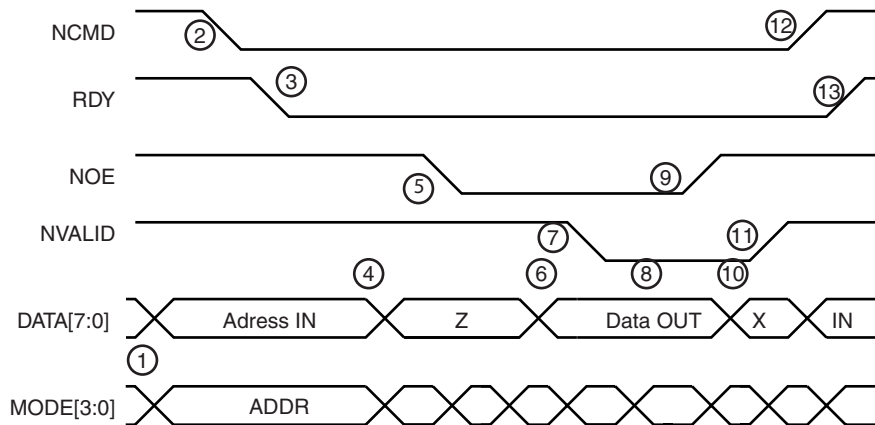 NCMD ② ⑫
RDY ③ ⑬
NOE ⑤ ⑨
NVALID ⑦ ⑪
④ ⑥ ⑧ ⑩
DATA[7:0] Adress IN Z Data OUT X IN
①
MODE[3:0] ADDR